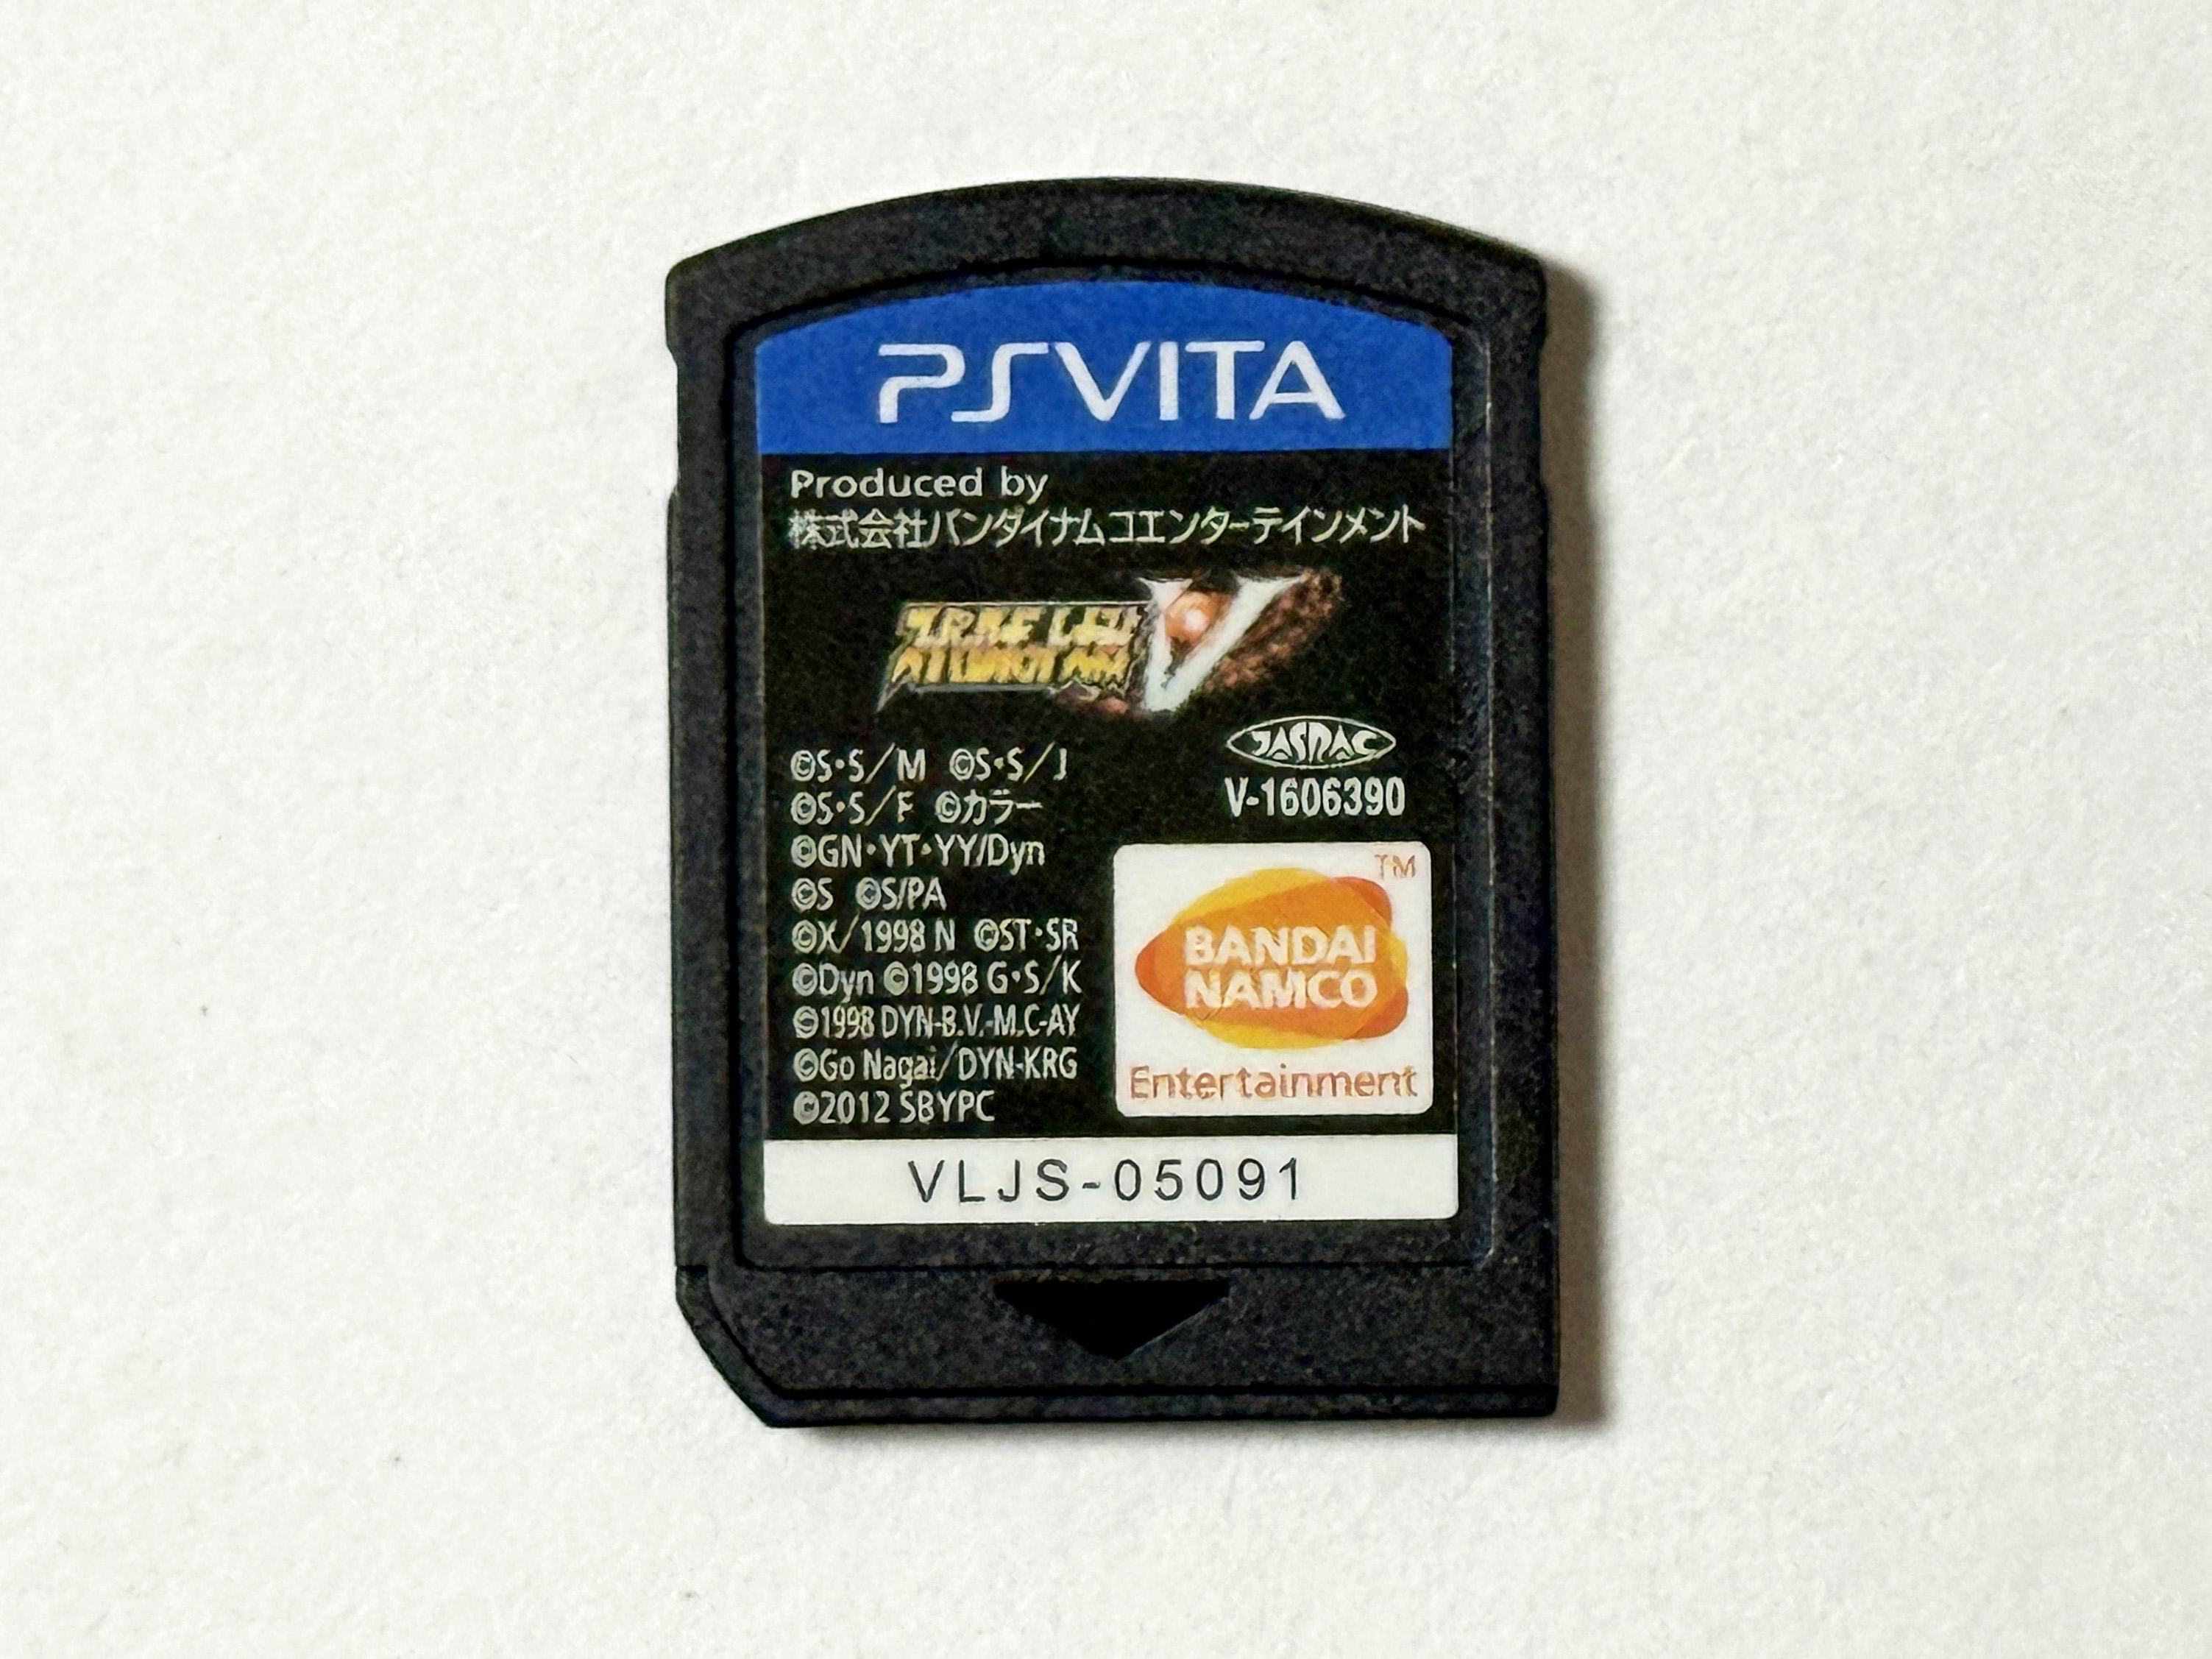 PSVITA
Produced by
株式会社バンダイナムコエンターテインメント
V
©S・S/M ©S・S/J
©S・S/F ©カラー
©GN・YT・YY/Dyn
©S ©S/PA
©X/1998 N ©ST・SR
©Dyn ©1998 G・S/K
©1998 DYN-B.V.-M.C-AY
©Go Nagai/DYN-KRG
©2012 SBYPC
JASRAC
V-1606390
TM
BANDAI
NAMCO
Entertainment
VLJS-05091